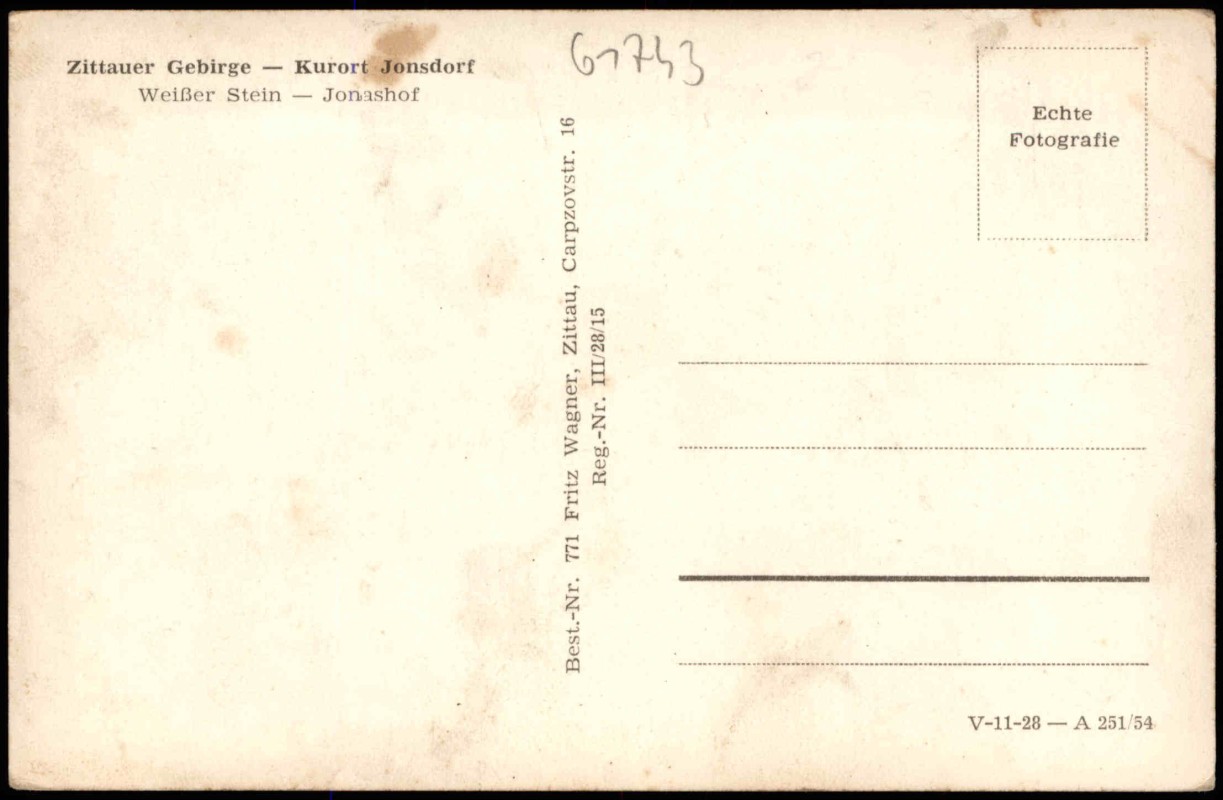 Zittauer Gebirge — Kurort Jonsdorf
Weißer Stein — Jonashof
61743
Best.-Nr. 771 Fritz Wagner, Zittau, Carpzovstr. 16
Reg.-Nr. III/28/15
Echte
Fotografie
V-11-28 — A 251/54